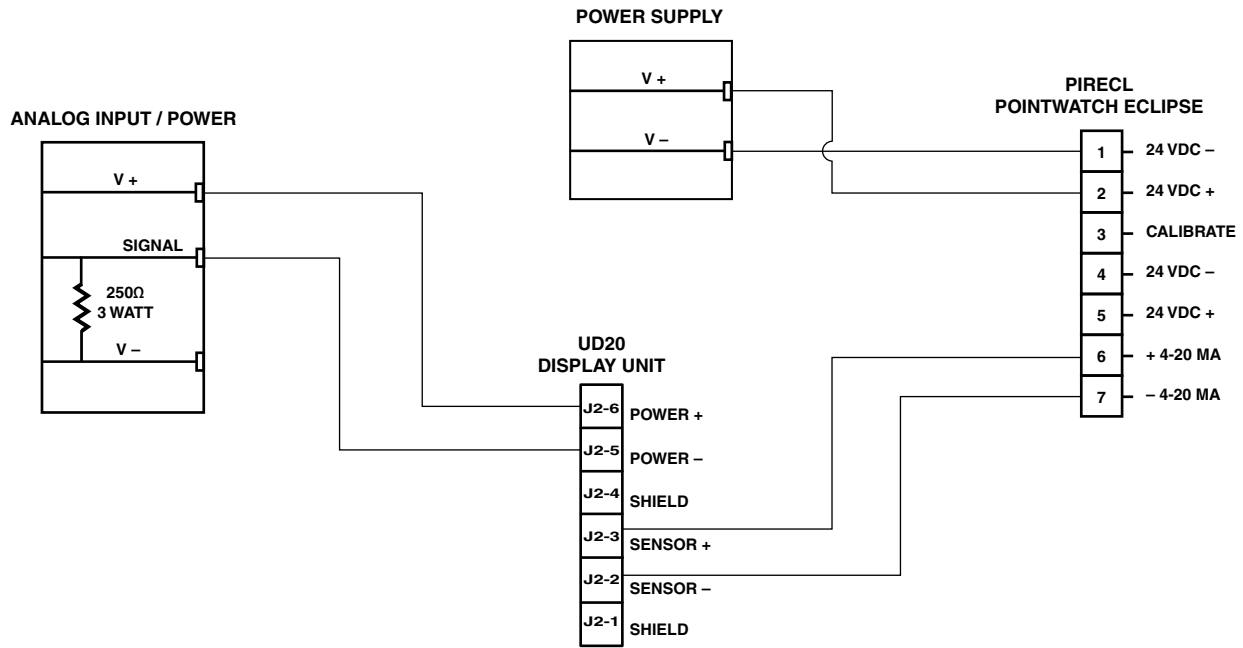 POWER SUPPLY
V +
V –
ANALOG INPUT / POWER
V +
SIGNAL
250Ω
3 WATT
V –
PIRECL
POINTWATCH ECLIPSE
1 24 VDC –
2 24 VDC +
3 CALIBRATE
4 24 VDC –
5 24 VDC +
6 + 4-20 MA
7 – 4-20 MA
UD20
DISPLAY UNIT
J2-6 POWER +
J2-5 POWER –
J2-4 SHIELD
J2-3 SENSOR +
J2-2 SENSOR –
J2-1 SHIELD